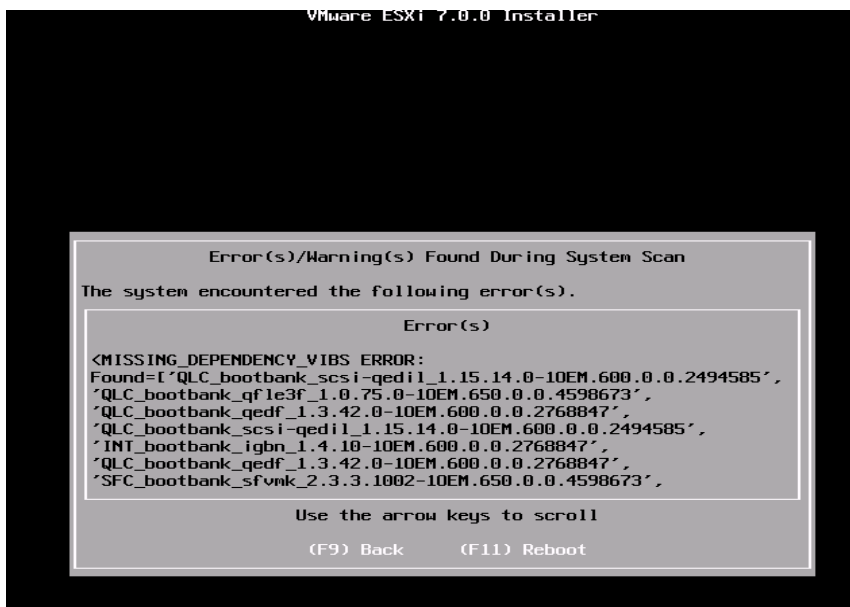 VMware ESXi 7.0.0 Installer
Error(s)/Warning(s) Found During System Scan
The system encountered the following error(s).
Error(s)
<MISSING_DEPENDENCY_VIBS ERROR:
Found=['QLC_bootbank_scsi-qedil_1.15.14.0-1OEM.600.0.0.2494585',
'QLC_bootbank_qfle3f_1.0.75.0-1OEM.650.0.0.4598673',
'QLC_bootbank_qedf_1.3.42.0-1OEM.600.0.0.2768847',
'QLC_bootbank_scsi-qedil_1.15.14.0-1OEM.600.0.0.2494585',
'INT_bootbank_igbn_1.4.10-1OEM.600.0.0.2768847',
'QLC_bootbank_qedf_1.3.42.0-1OEM.600.0.0.2768847',
'SFC_bootbank_sfvmk_2.3.3.1002-1OEM.650.0.0.4598673',
Use the arrow keys to scroll
(F9) Back (F11) Reboot